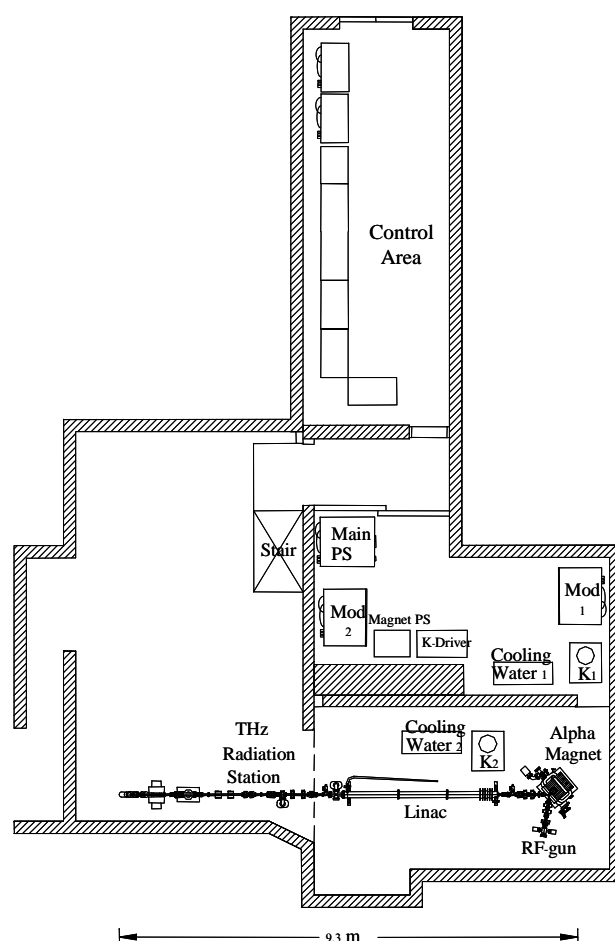 Control
Area
Stair
Main
PS
Mod
2
Magnet PS
K-Driver
Mod
1
Cooling
Water 1
K1
THz
Radiation
Station
Cooling
Water 2
K2
Alpha
Magnet
Linac
RF-gun
9.3 m